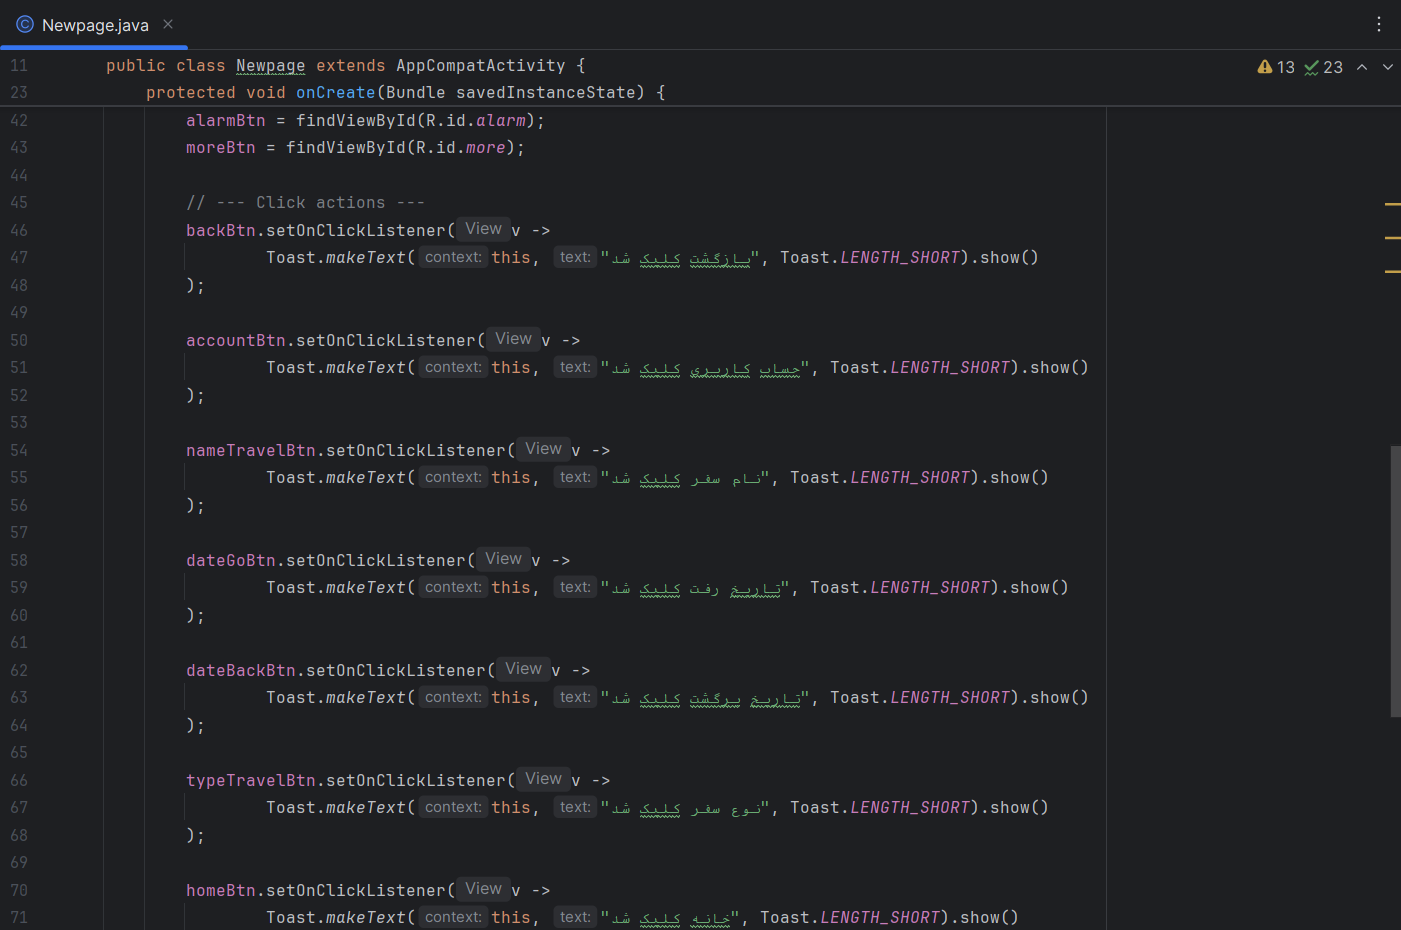 Newpage.java
13 23
11 public class Newpage extends AppCompatActivity {
23 protected void onCreate(Bundle savedInstanceState) {
42 alarmBtn = findViewById(R.id.alarm);
43 moreBtn = findViewById(R.id.more);
44
45 // --- Click actions ---
46 backBtn.setOnClickListener( View v ->
47 Toast.makeText( context: this, text: "بازگشت کلیک شد", Toast.LENGTH_SHORT).show()
48 );
49
50 accountBtn.setOnClickListener( View v ->
51 Toast.makeText( context: this, text: "حساب کاربری کلیک شد", Toast.LENGTH_SHORT).show()
52 );
53
54 nameTravelBtn.setOnClickListener( View v ->
55 Toast.makeText( context: this, text: "نام سفر کلیک شد", Toast.LENGTH_SHORT).show()
56 );
57
58 dateGoBtn.setOnClickListener( View v ->
59 Toast.makeText( context: this, text: "تاریخ رفت کلیک شد", Toast.LENGTH_SHORT).show()
60 );
61
62 dateBackBtn.setOnClickListener( View v ->
63 Toast.makeText( context: this, text: "تاریخ برگشت کلیک شد", Toast.LENGTH_SHORT).show()
64 );
65
66 typeTravelBtn.setOnClickListener( View v ->
67 Toast.makeText( context: this, text: "نوع سفر کلیک شد", Toast.LENGTH_SHORT).show()
68 );
69
70 homeBtn.setOnClickListener( View v ->
71 Toast.makeText( context: this, text: "خانه کلیک شد", Toast.LENGTH_SHORT).show()